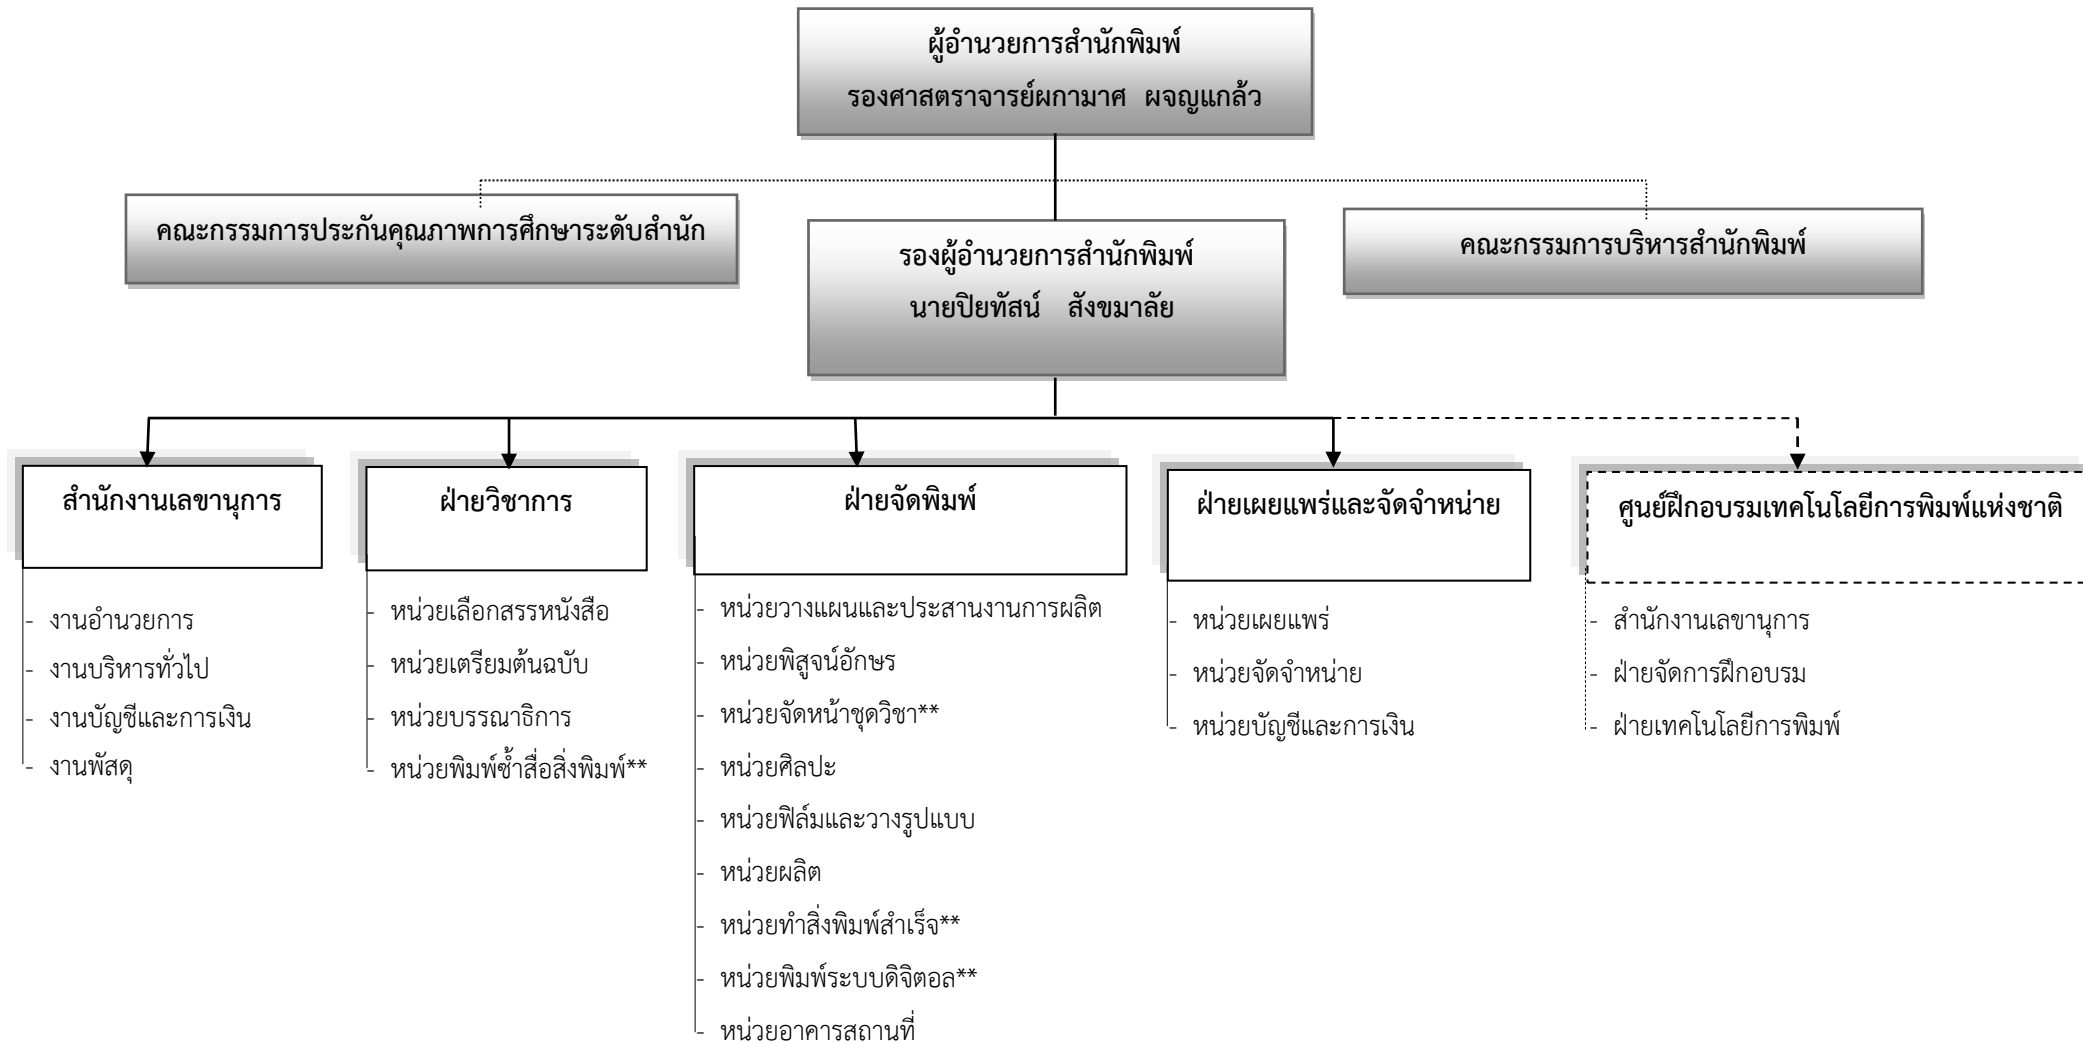 ผู้อำนวยการสำนักพิมพ์
รองศาสตราจารย์ผกามาศ ผจญแกล้ว
คณะกรรมการประกันคุณภาพการศึกษาระดับสำนัก
รองผู้อำนวยการสำนักพิมพ์
นายปิยทัสน์ สังขมาลัย
คณะกรรมการบริหารสำนักพิมพ์
สำนักงานเลขานุการ
- งานอำนวยการ
- งานบริหารทั่วไป
- งานบัญชีและการเงิน
- งานพัสดุ
ฝ่ายวิชาการ
- หน่วยเลือกสรรหนังสือ
- หน่วยเตรียมต้นฉบับ
- หน่วยบรรณาธิการ
- หน่วยพิมพ์ซ้ำสื่อสิ่งพิมพ์**
ฝ่ายจัดพิมพ์
- หน่วยวางแผนและประสานงานการผลิต
- หน่วยพิสูจน์อักษร
- หน่วยจัดหน้าชุดวิชา**
- หน่วยศิลปะ
- หน่วยฟิล์มและวางรูปแบบ
- หน่วยผลิต
- หน่วยทำสิ่งพิมพ์สำเร็จ**
- หน่วยพิมพ์ระบบดิจิตอล**
- หน่วยอาคารสถานที่
ฝ่ายเผยแพร่และจัดจำหน่าย
- หน่วยเผยแพร่
- หน่วยจัดจำหน่าย
- หน่วยบัญชีและการเงิน
ศูนย์ฝึกอบรมเทคโนโลยีการพิมพ์แห่งชาติ
- สำนักงานเลขานุการ
- ฝ่ายจัดการฝึกอบรม
- ฝ่ายเทคโนโลยีการพิมพ์